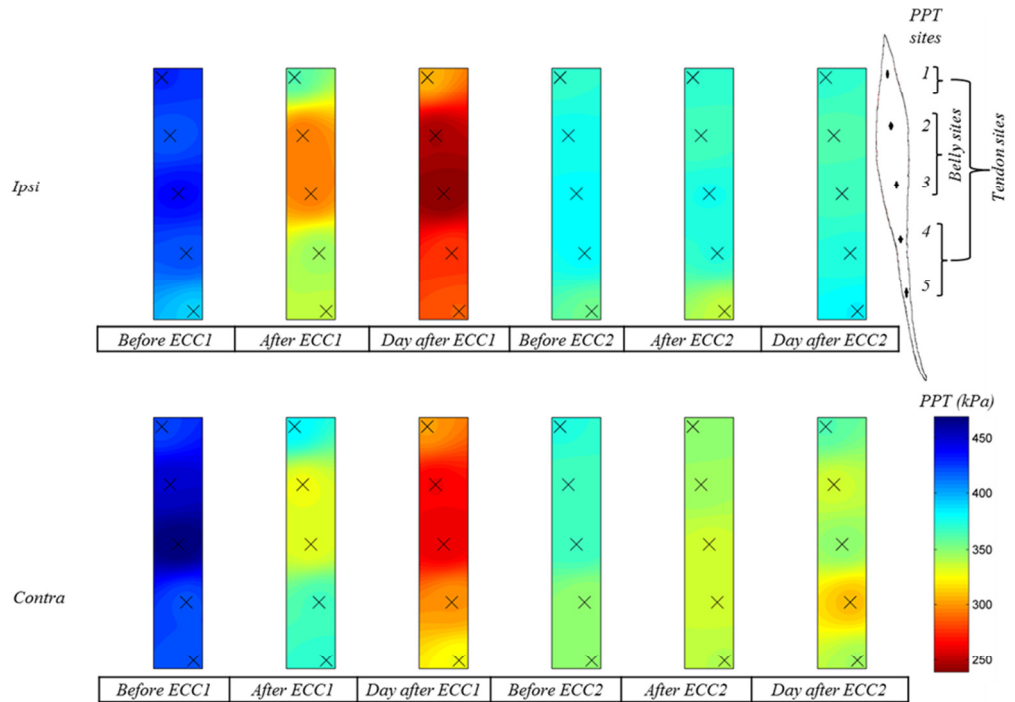 PPT
sites
1
2
3
4
5
Belly sites
Tendon sites
Ipsi
Before ECC1 After ECC1 Day after ECC1 Before ECC2 After ECC2 Day after ECC2
PPT (kPa)
450
400
350
300
250
Contra
Before ECC1 After ECC1 Day after ECC1 Before ECC2 After ECC2 Day after ECC2